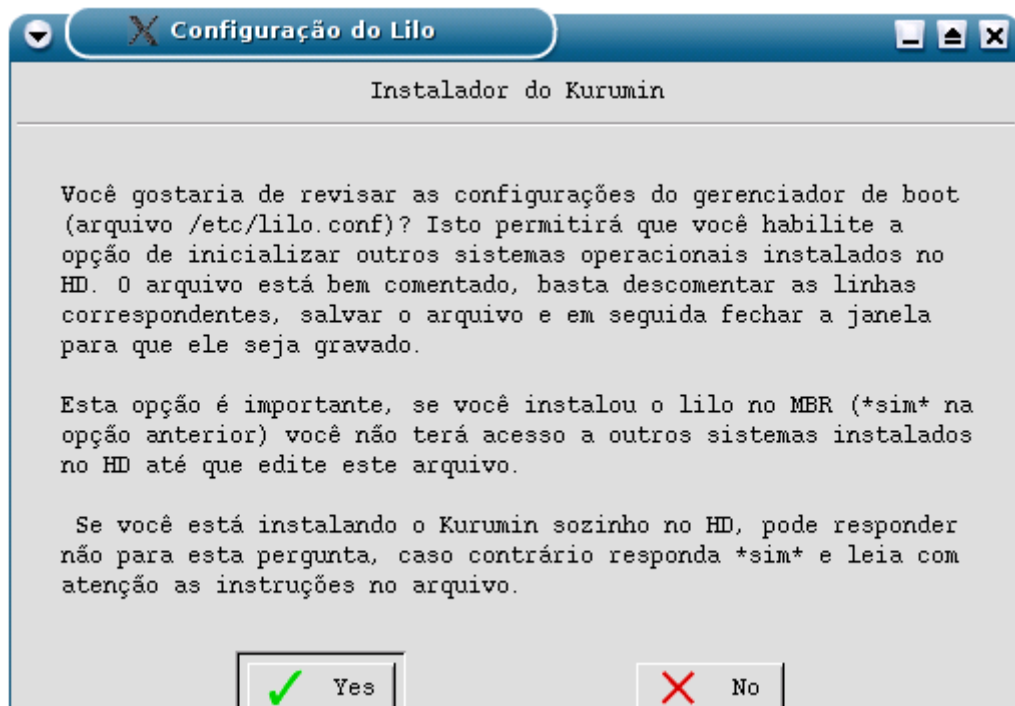 Configuração do Lilo
Instalador do Kurumin
Você gostaria de revisar as configurações do gerenciador de boot
(arquivo /etc/lilo.conf)? Isto permitirá que você habilite a
opção de inicializar outros sistemas operacionais instalados no
HD. O arquivo está bem comentado, basta descomentar as linhas
correspondentes, salvar o arquivo e em seguida fechar a janela
para que ele seja gravado.
Esta opção é importante, se você instalou o lilo no MBR (*sim* na
opção anterior) você não terá acesso a outros sistemas instalados
no HD até que edite este arquivo.
Se você está instalando o Kurumin sozinho no HD, pode responder
não para esta pergunta, caso contrário responda *sim* e leia com
atenção as instruções no arquivo.
Yes No